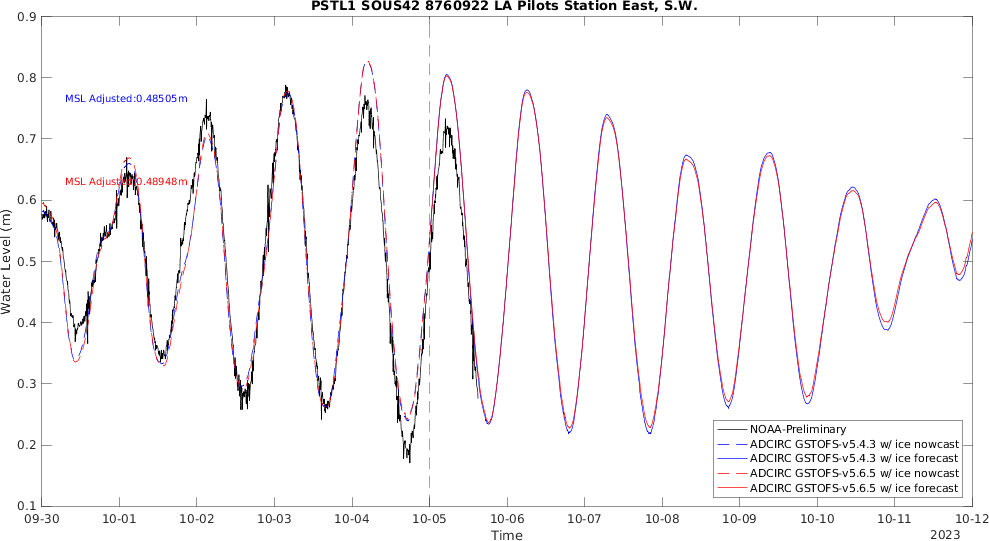 PSTL1 SOUS42 8760922 LA Pilots Station East, S.W.
0.9
0.8
0.7
0.6
0.5
0.4
0.3
0.2
0.1
Water Level (m)
MSL Adjusted:0.48505m
MSL Adjusted:0.48948m
NOAA-Preliminary
ADCIRC GSTOFS-v5.4.3 w/ ice nowcast
ADCIRC GSTOFS-v5.4.3 w/ ice forecast
ADCIRC GSTOFS-v5.6.5 w/ ice nowcast
ADCIRC GSTOFS-v5.6.5 w/ ice forecast
09-30 10-01 10-02 10-03 10-04 10-05 10-06 10-07 10-08 10-09 10-10 10-11 10-12
Time
2023